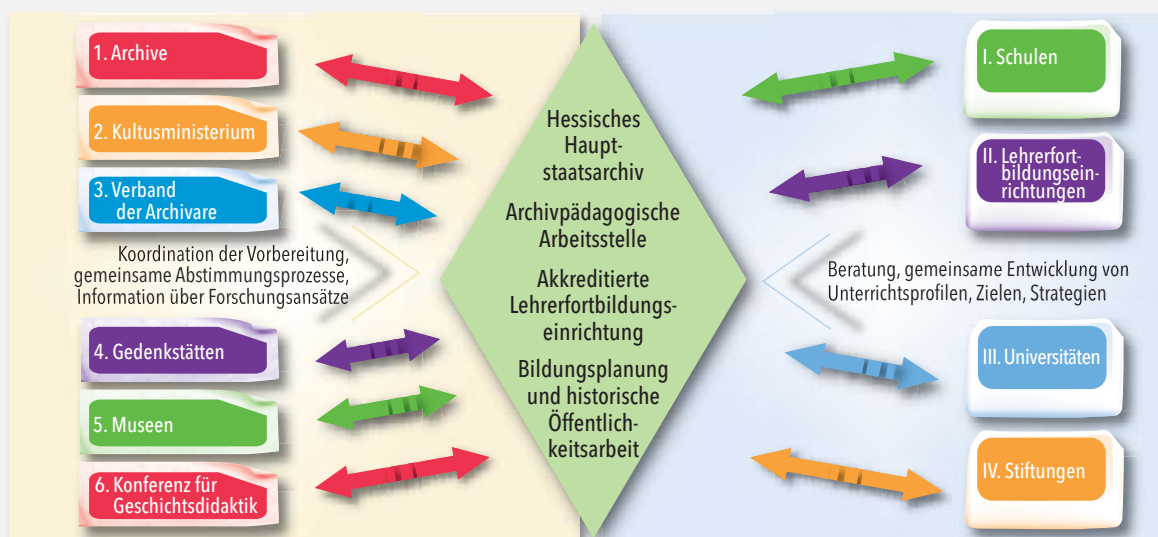 1. Archive
2. Kultusministerium
3. Verband
der Archivare
Koordination der Vorbereitung,
gemeinsame Abstimmungsprozesse,
Information über Forschungsansätze
4. Gedenkstätten
5. Museen
6. Konferenz für
Geschichtsdidaktik
Hessisches
Haupt-
staatsarchiv
Archivpädagogische
Arbeitsstelle
Akkreditierte
Lehrerfortbildungs-
einrichtung
Bildungsplanung
und historische
Öffentlich-
keitsarbeit
I. Schulen
II. Lehrerfort-
bildungsein-
richtungen
Beratung, gemeinsame Entwicklung von
Unterrichtsprofilen, Zielen, Strategien
III. Universitäten
IV. Stiftungen